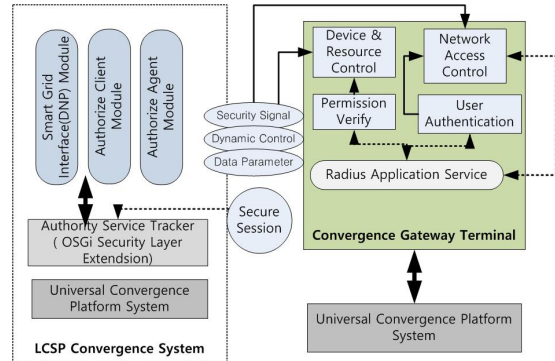 Smart Grid
Interface(DNP) Module
Authorize Client
Module
Authorize Agent
Module
Authority Service Tracker
( OSGi Security Layer
Extendsion)
Universal Convergence
Platform System
LCSP Convergence System
Security Signal
Dynamic Control
Data Parameter
Secure
Session
Device &
Resource
Control
Network
Access
Control
Permission
Verify
User
Authentication
Radius Application Service
Convergence Gateway Terminal
Universal Convergence Platform
System